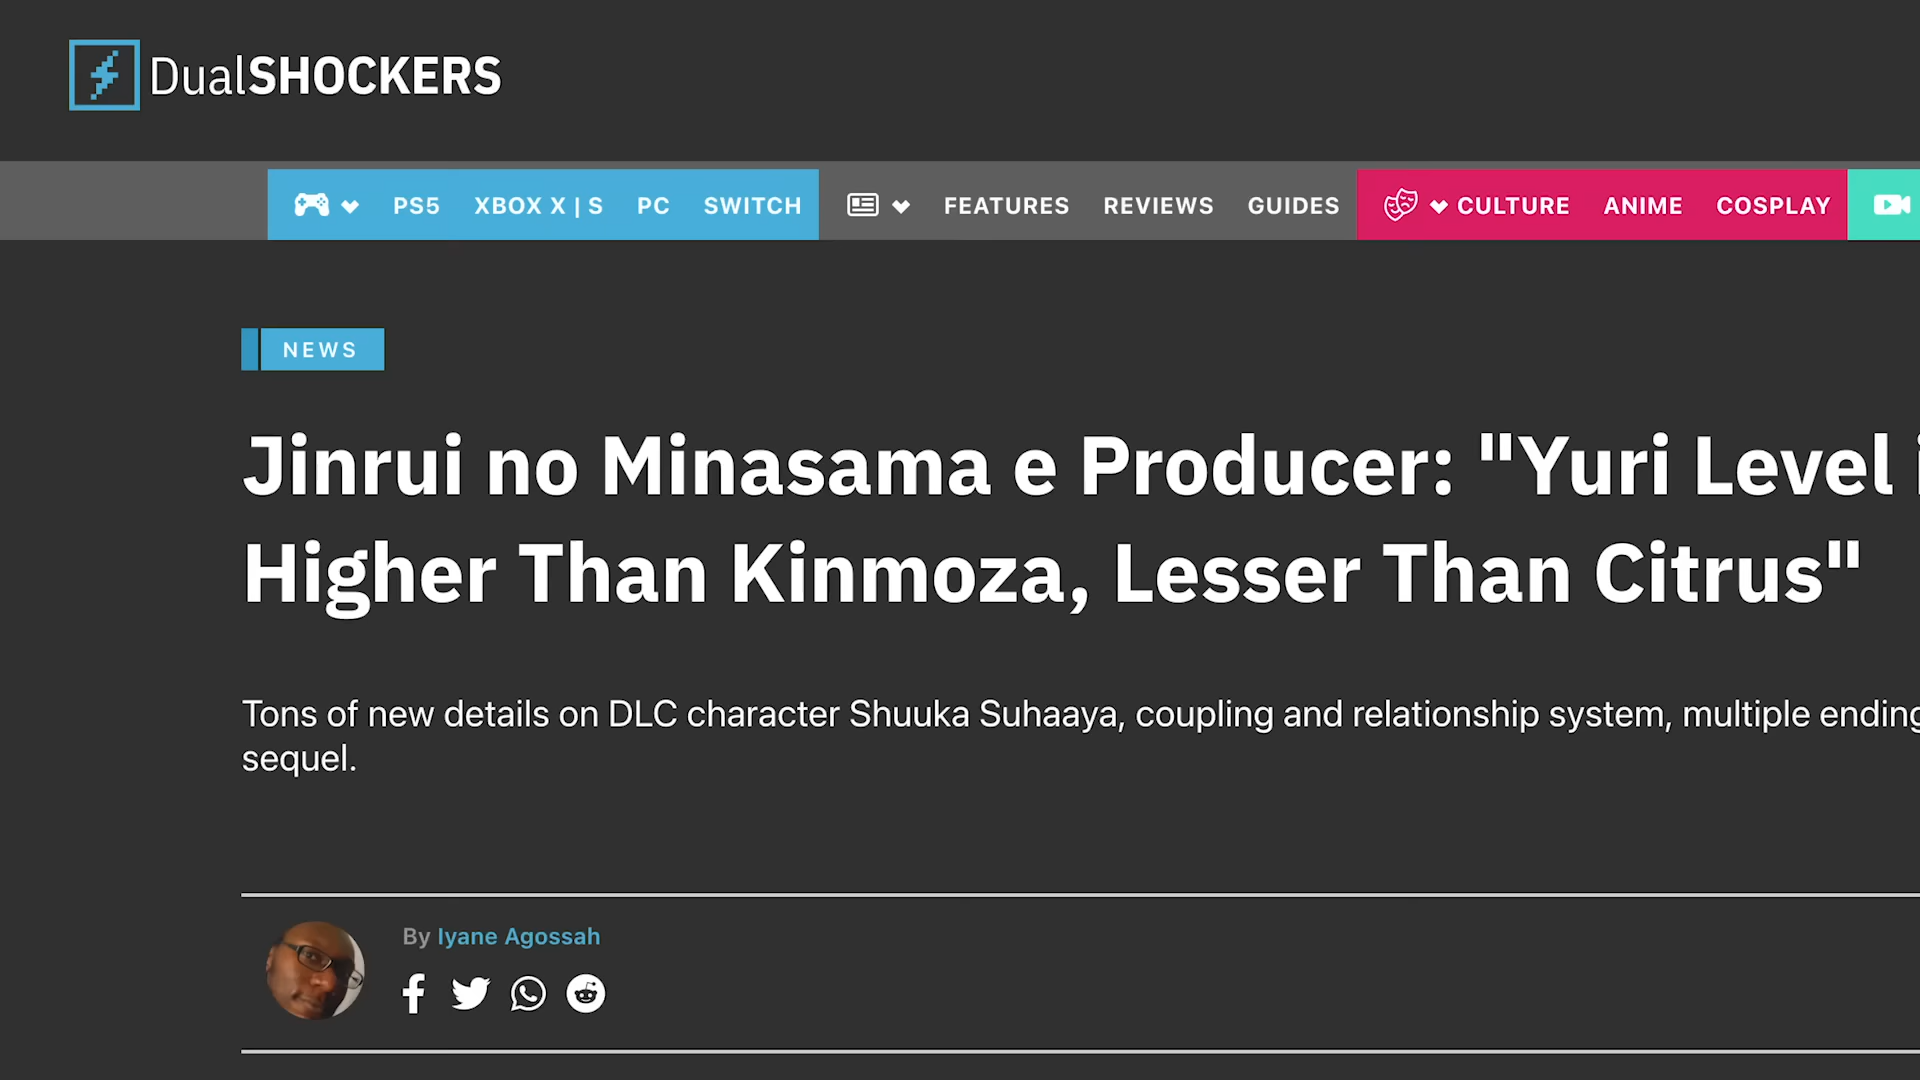 DualSHOCKERS
PS5 XBOX X | S PC SWITCH FEATURES REVIEWS GUIDES CULTURE ANIME COSPLAY
NEWS
Jinrui no Minasama e Producer: "Yuri Level
Higher Than Kinmoza, Lesser Than Citrus"
Tons of new details on DLC character Shuuka Suhaaya, coupling and relationship system, multiple ending
sequel.
By Iyane Agossah